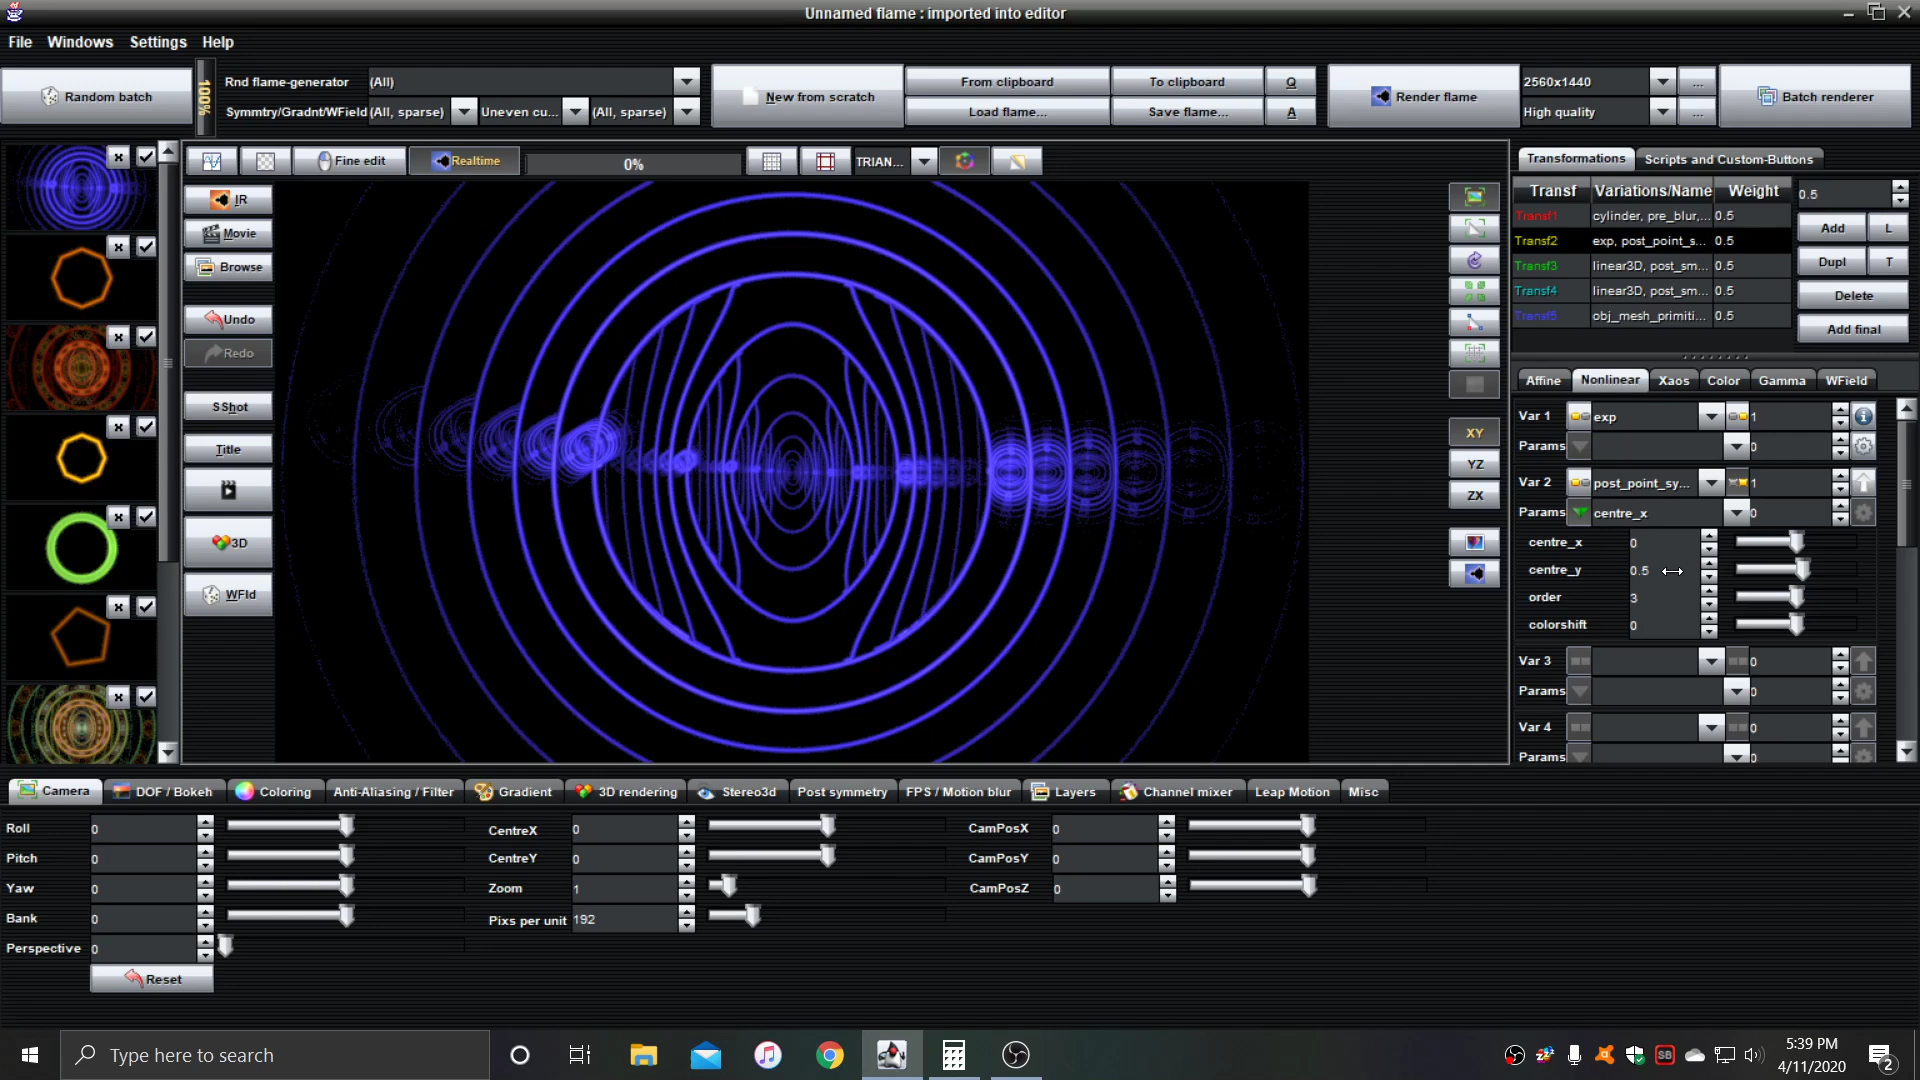 Unnamed flame : imported into editor
File Windows Settings Help
Random batch
100%
Rnd flame-generator (All)
Symmtry/Gradnt/WField (All, sparse) Uneven cu... (All, sparse)
New from scratch
From clipboard To clipboard Q
Load flame... Save flame... A
Render flame
2560x1440 ...
High quality ...
Batch renderer
Fine edit Realtime 0% TRIAN...
IR
Movie
Browse
Undo
Redo
SShot
Title
3D
WFld
XY
YZ
ZX
Transformations Scripts and Custom-Buttons
Transf Variations/Name Weight 0.5
Transf1 cylinder, pre_blur,... 0.5
Transf2 exp, post_point_s... 0.5
Transf3 linear3D, post_sm... 0.5
Transf4 linear3D, post_sm... 0.5
Transf5 obj_mesh_primiti... 0.5
Add L
Dupl T
Delete
Add final
Affine Nonlinear Xaos Color Gamma WField
Var 1 exp 1
Params 0
Var 2 post_point_sy... 1
Params centre_x 0
centre_x 0
centre_y 0.5
order 3
colorshift 0
Var 3 0
Params 0
Var 4 0
Params 0
Camera DOF / Bokeh Coloring Anti-Aliasing / Filter Gradient 3D rendering Stereo3d Post symmetry FPS / Motion blur Layers Channel mixer Leap Motion Misc
Roll 0 CentreX 0 CamPosX 0
Pitch 0 CentreY 0 CamPosY 0
Yaw 0 Zoom 1 CamPosZ 0
Bank 0 Pixs per unit 192
Perspective 0
Reset
Type here to search
SB
5:39 PM
4/11/2020
2